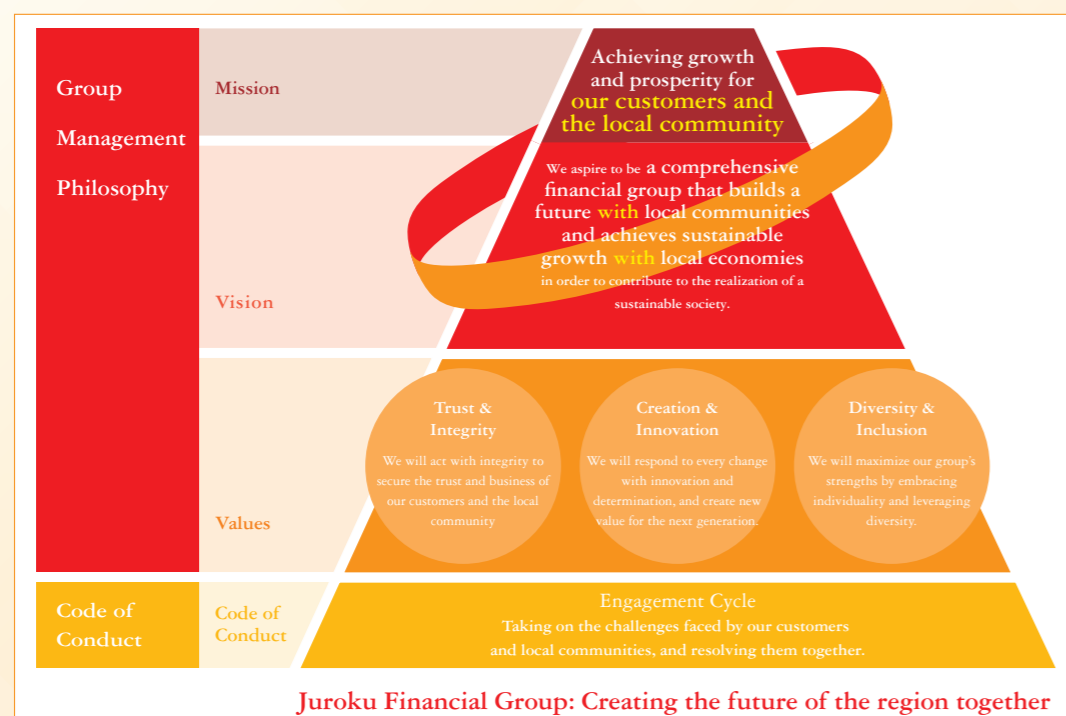 Group
Management
Philosophy
Mission
Achieving growth
and prosperity for
our customers and
the local community
Vision
We aspire to be a comprehensive
financial group that builds a
future with local communities
and achieves sustainable
growth with local economies
in order to contribute to the realization of a
sustainable society.
Values
Trust &
Integrity
We will act with integrity to
secure the trust and business of
our customers and the local
community
Creation &
Innovation
We will respond to every change
with innovation and
determination, and create new
value for the next generation.
Diversity &
Inclusion
We will maximize our group's
strengths by embracing
individuality and leveraging
diversity.
Code of
Conduct
Code of
Conduct
Engagement Cycle
Taking on the challenges faced by our customers
and local communities, and resolving them together.
Juroku Financial Group: Creating the future of the region together